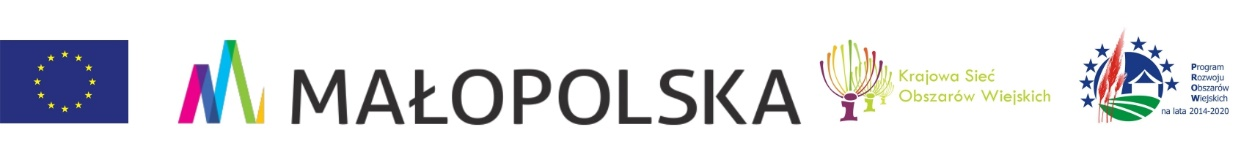 MAŁOPOLSKA
Krajowa Sieć
Obszarów Wiejskich
Program
Rozwoju
Obszarów
Wiejskich
na lata 2014-2020